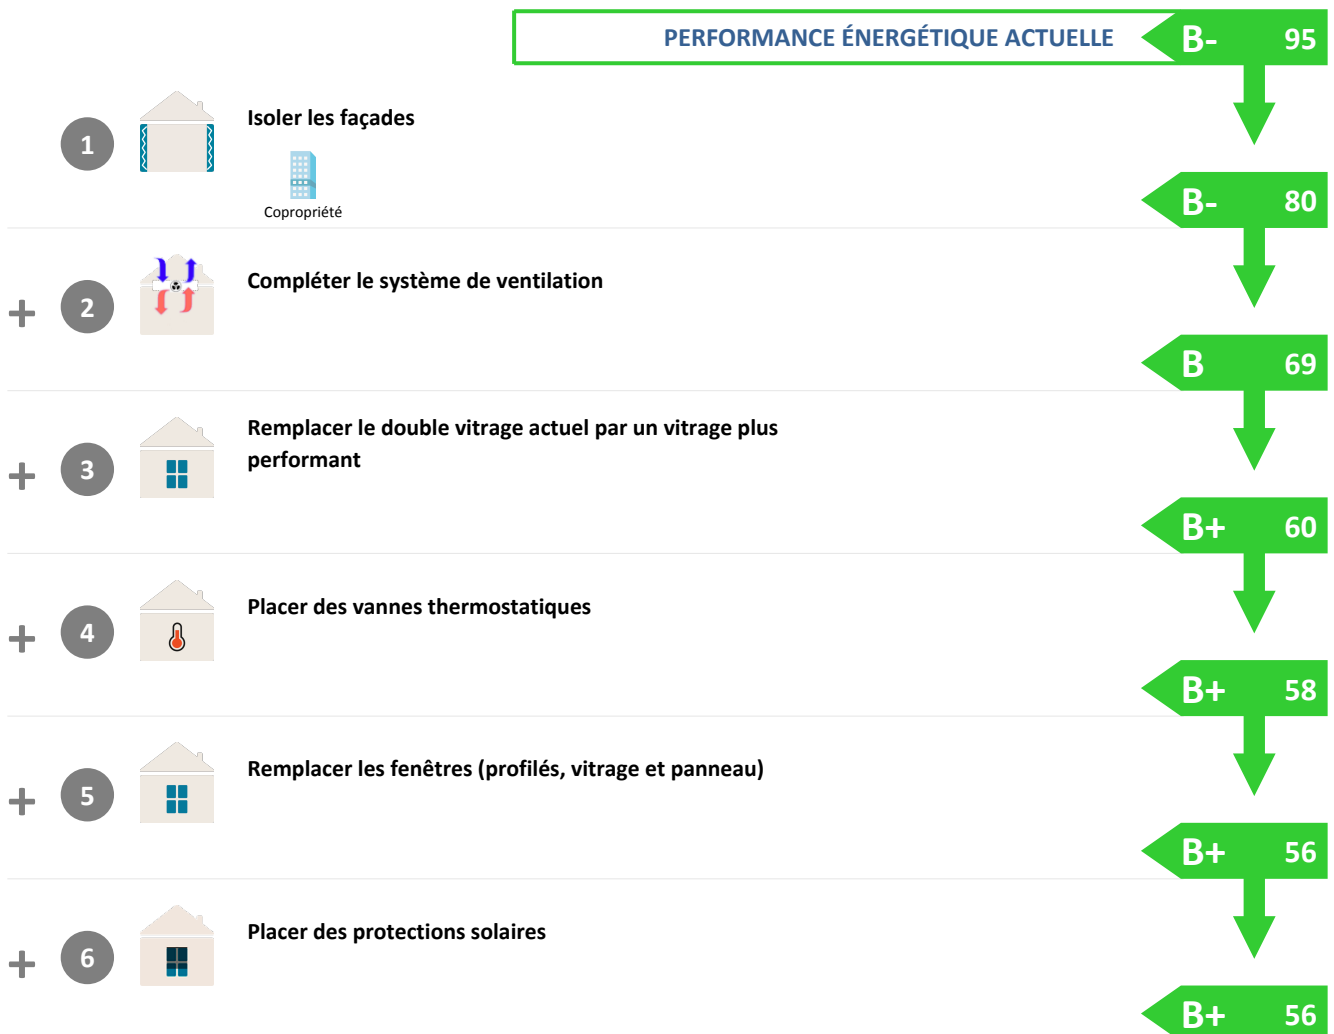 PERFORMANCE ÉNERGÉTIQUE ACTUELLE B- 95
1 Isoler les façades
Copropriété
B- 80
+ 2 Compléter le système de ventilation
B 69
+ 3 Remplacer le double vitrage actuel par un vitrage plus
performant
B+ 60
+ 4 Placer des vannes thermostatiques
B+ 58
+ 5 Remplacer les fenêtres (profilés, vitrage et panneau)
B+ 56
+ 6 Placer des protections solaires
B+ 56